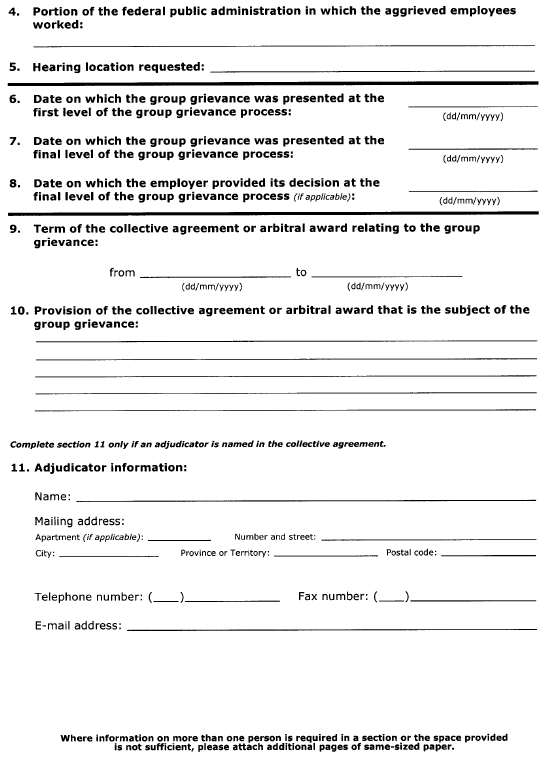 4. Portion of the federal public administration in which the aggrieved employees
worked:
5. Hearing location requested:
6. Date on which the group grievance was presented at the
first level of the group grievance process:
(dd/mm/yyyy)
7. Date on which the group grievance was presented at the
final level of the group grievance process:
(dd/mm/yyyy)
8. Date on which the employer provided its decision at the
final level of the group grievance process (if applicable):
(dd/mm/yyyy)
9. Term of the collective agreement or arbitral award relating to the group
grievance:
from to
(dd/mm/yyyy) (dd/mm/yyyy)
10. Provision of the collective agreement or arbitral award that is the subject of the
group grievance:
Complete section 11 only if an adjudicator is named in the collective agreement.
11. Adjudicator information:
Name:
Mailing address:
Apartment (if applicable): Number and street:
City: Province or Territory: Postal code:
Telephone number: ( ) Fax number: ( )
E-mail address:
Where information on more than one person is required in a section or the space provided
is not sufficient, please attach additional pages of same-sized paper.